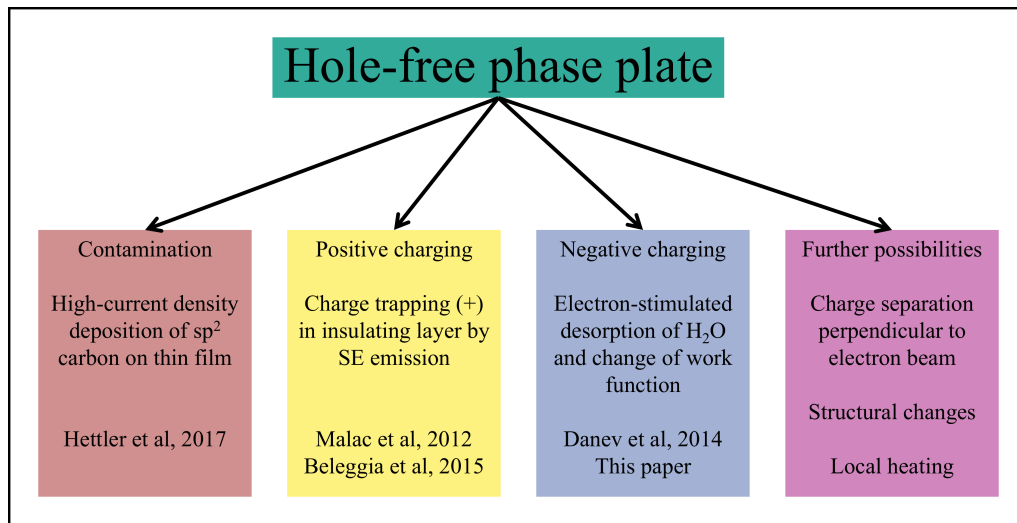 Hole-free phase plate
Contamination
High-current density
deposition of sp²
carbon on thin film
Hettler et al, 2017
Positive charging
Charge trapping (+)
in insulating layer by
SE emission
Malac et al, 2012
Beleggia et al, 2015
Negative charging
Electron-stimulated
desorption of H₂O
and change of work
function
Danev et al, 2014
This paper
Further possibilities
Charge separation
perpendicular to
electron beam
Structural changes
Local heating